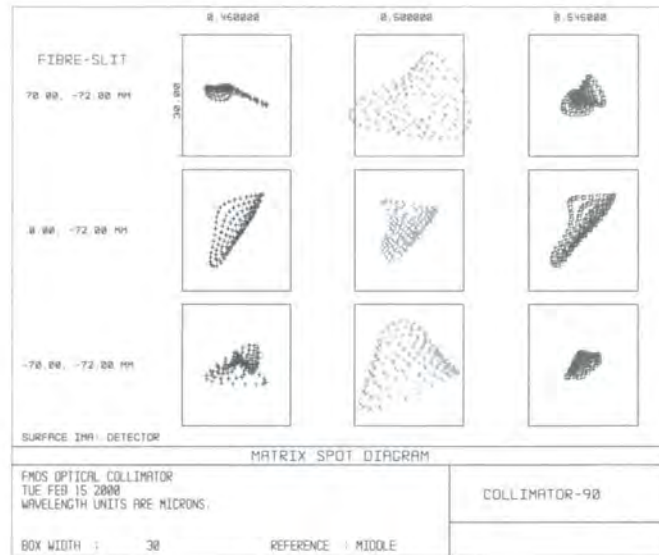 0.460000 0.500000 0.545000
FIBRE-SLIT
70.00, -72.00 MM
30.00
0.00, -72.00 MM
-70.00, -72.00 MM
SURFACE IMA: DETECTOR
MATRIX SPOT DIAGRAM
FMOS OPTICAL COLLIMATOR
TUE FEB 15 2000
WAVELENGTH UNITS ARE MICRONS.
COLLIMATOR-90
BOX WIDTH : 30 REFERENCE : MIDDLE